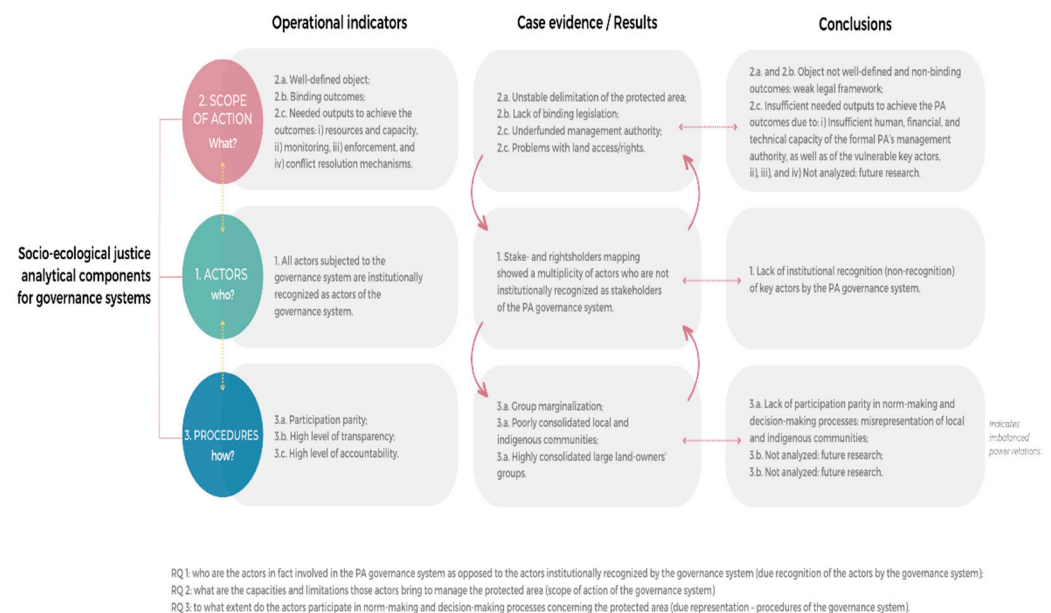 Operational indicators
Case evidence / Results
Conclusions
Socio-ecological justice
analytical components
for governance systems
2. SCOPE
OF ACTION
What?
2.a. Well-defined object;
2.b. Binding outcomes;
2.c. Needed outputs to achieve the
outcomes: i) resources and capacity,
ii) monitoring, iii) enforcement, and
iv) conflict resolution mechanisms.
2.a. Unstable delimitation of the protected area;
2.b. Lack of binding legislation;
2.c. Underfunded management authority;
2.c. Problems with land access/rights.
2.a. and 2.b. Object not well-defined and non-binding
outcomes: weak legal framework;
2.c. Insufficient needed outputs to achieve the PA
outcomes due to: i) Insufficient human, financial, and
technical capacity of the formal PA's management
authority, as well as of the vulnerable key actors,
ii), iii), and iv) Not analyzed: future research.
1. ACTORS
who?
1. All actors subjected to the
governance system are institutionally
recognized as actors of the
governance system.
1. Stake- and rightsholders mapping
showed a multiplicity of actors who are not
institutionally recognized as stakeholders
of the PA governance system.
1. Lack of institutional recognition (non-recognition)
of key actors by the PA governance system.
3. PROCEDURES
how?
3.a. Participation parity;
3.b. High level of transparency;
3.c. High level of accountability.
3.a. Group marginalization;
3.a. Poorly consolidated local and
indigenous communities;
3.a. Highly consolidated large land-owners'
groups.
3.a. Lack of participation parity in norm-making and
decision-making processes: misrepresentation of local
and indigenous communities;
3.b. Not analyzed: future research;
3.b. Not analyzed: future research.
Indicates
imbalanced
power relations.
RQ 1: who are the actors in fact involved in the PA governance system as opposed to the actors institutionally recognized by the governance system (due recognition of the actors by the governance system);
RQ 2: what are the capacities and limitations those actors bring to manage the protected area (scope of action of the governance system)
RQ 3: to what extent do the actors participate in norm-making and decision-making processes concerning the protected area (due representation - procedures of the governance system).